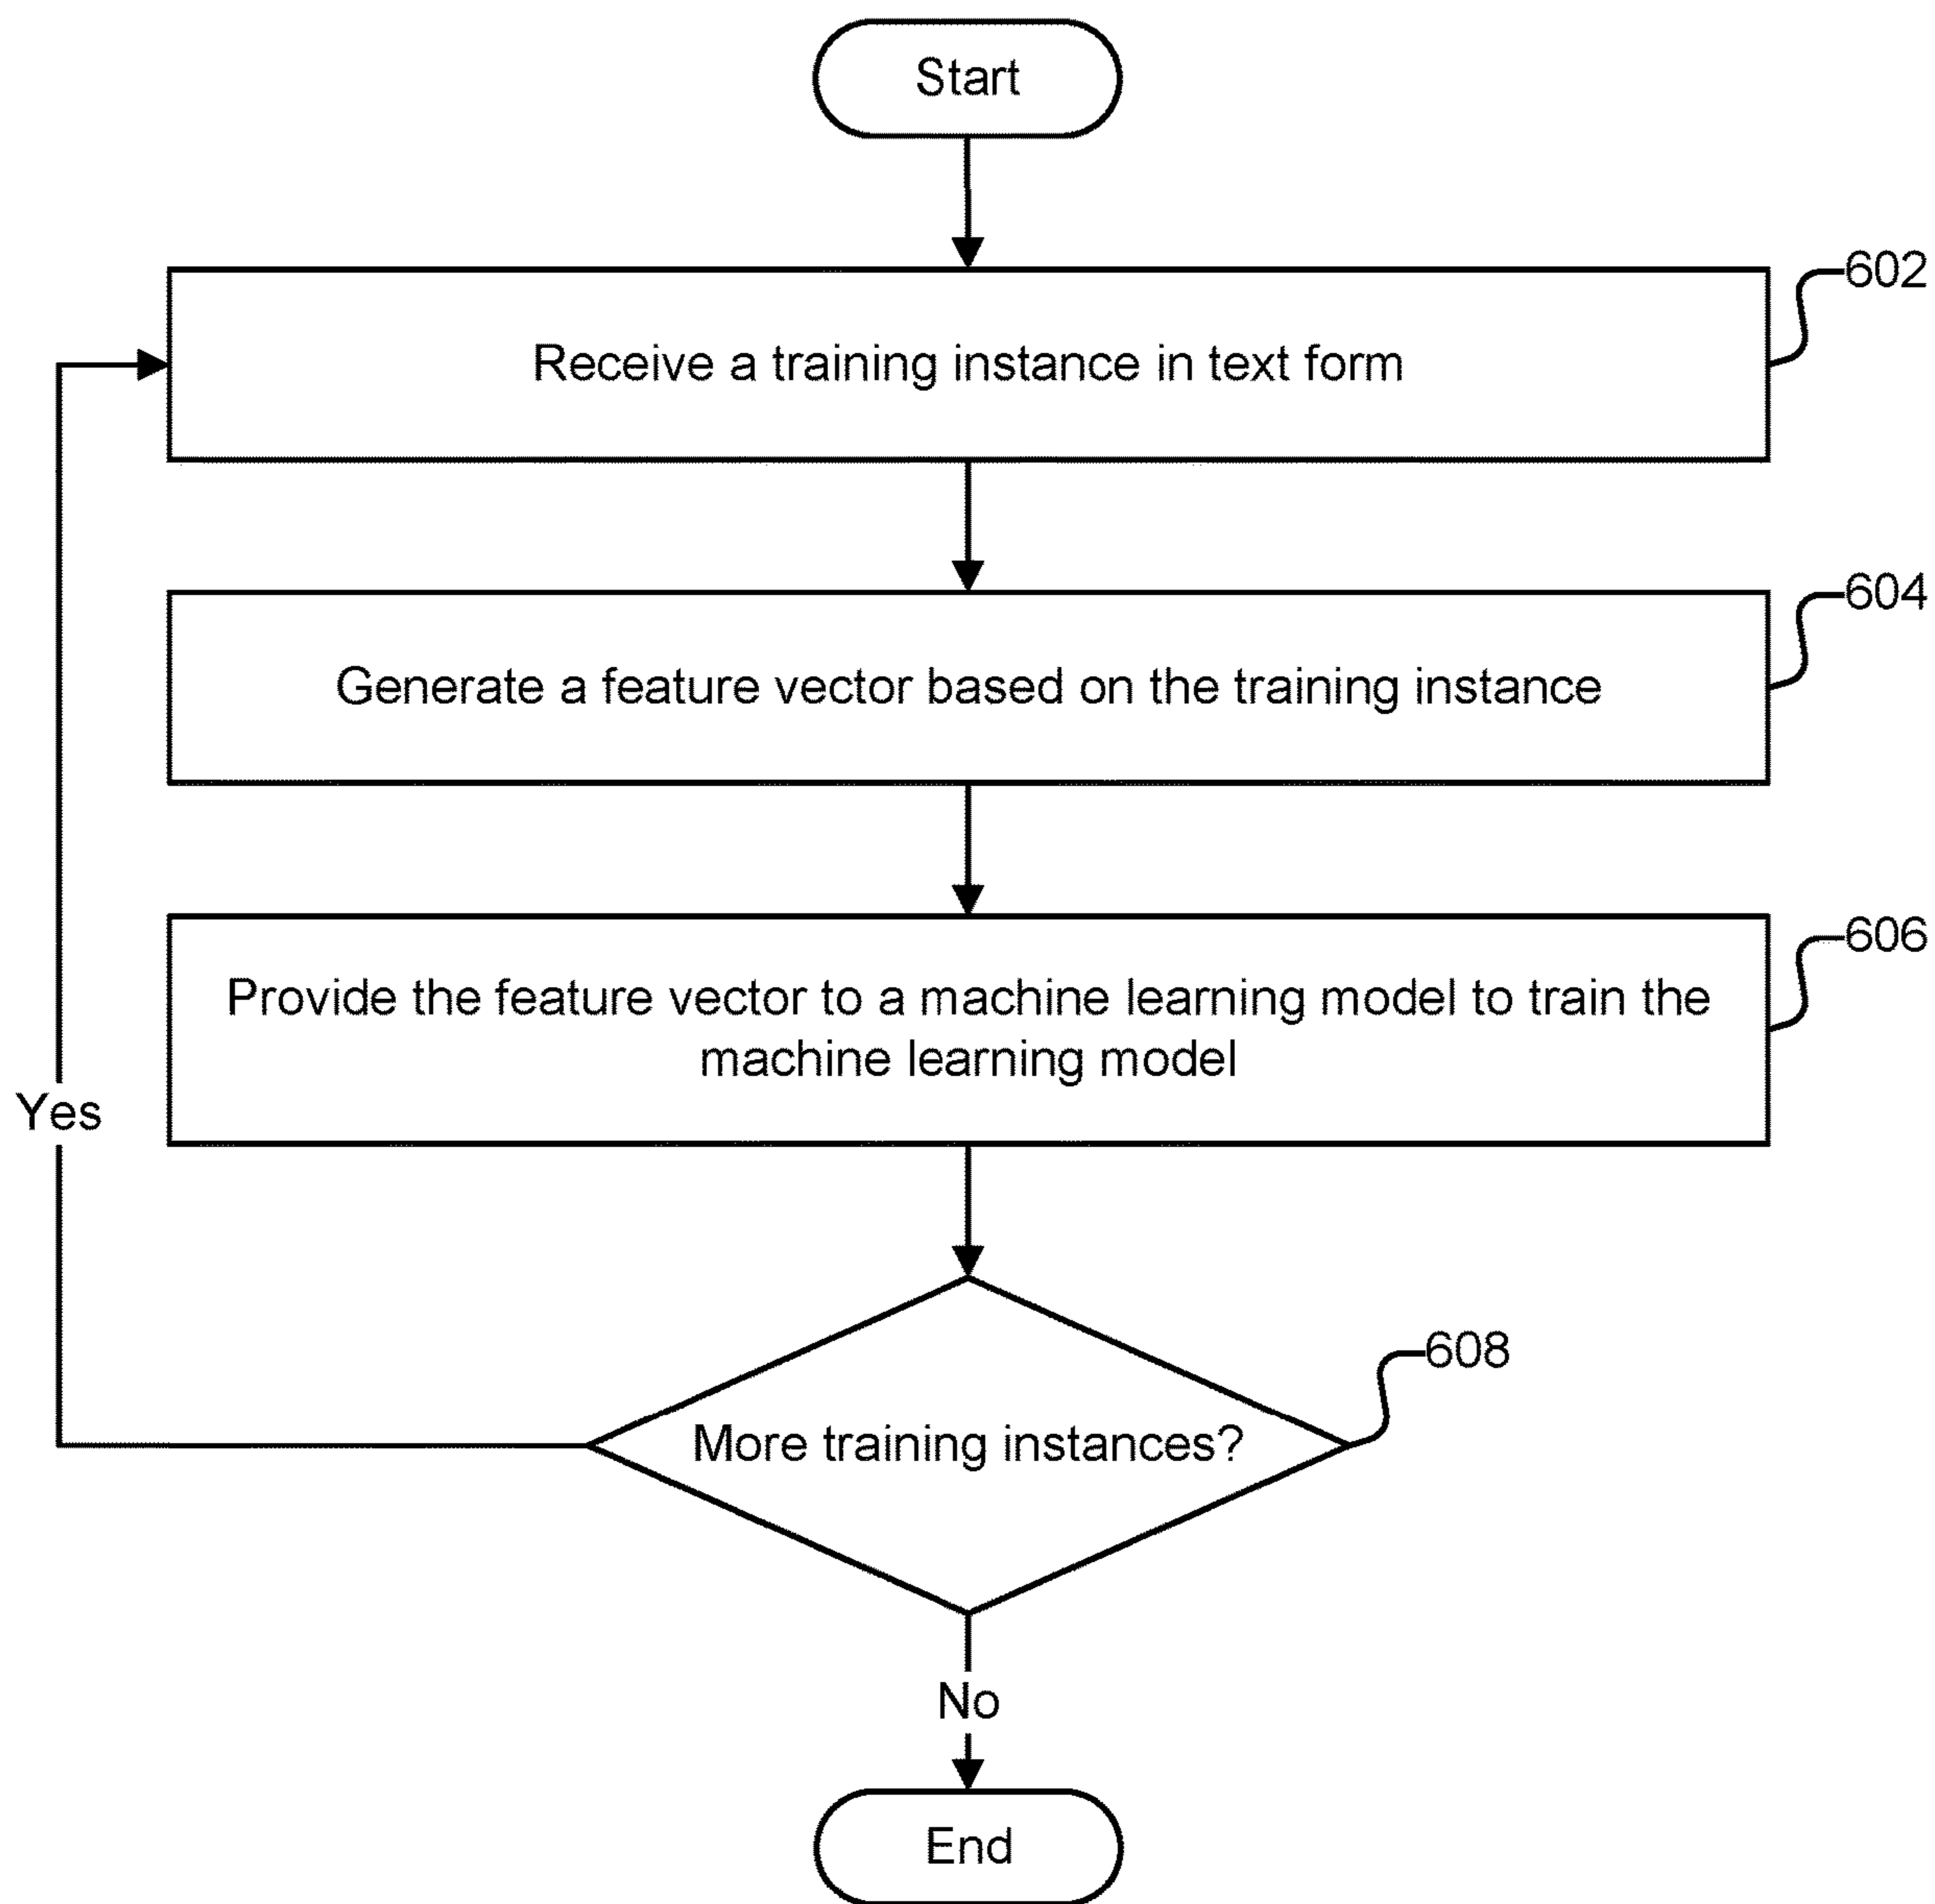 Start
602
Receive a training instance in text form
604
Generate a feature vector based on the training instance
606
Provide the feature vector to a machine learning model to train the
machine learning model
Yes
608
More training instances?
No
End